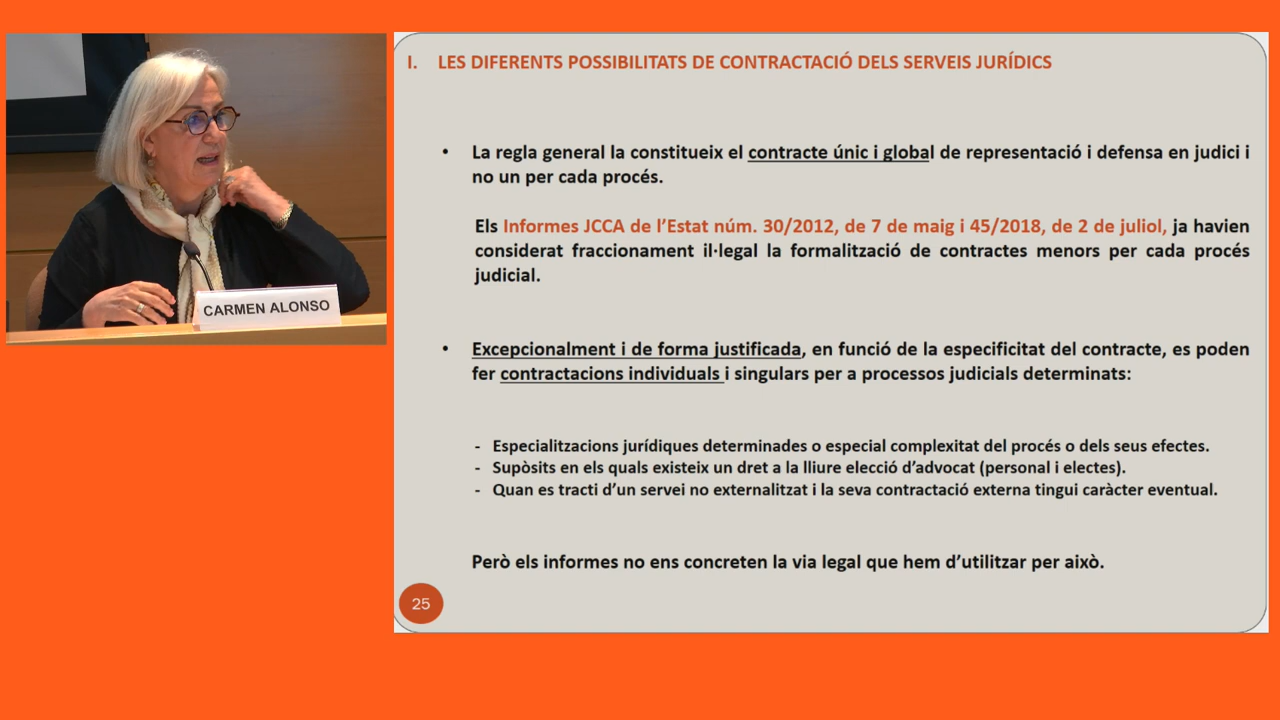 CARMEN ALONSO
I. LES DIFERENTS POSSIBILITATS DE CONTRACTACIÓ DELS SERVEIS JURÍDICS
• La regla general la constitueix el contracte únic i global de representació i defensa en judici i
no un per cada procés.
Els Informes JCCA de l’Estat núm. 30/2012, de 7 de maig i 45/2018, de 2 de juliol, ja havien
considerat fraccionament il·legal la formalització de contractes menors per cada procés
judicial.
• Excepcionalment i de forma justificada, en funció de la especificitat del contracte, es poden
fer contractacions individuals i singulars per a processos judicials determinats:
- Especialitzacions jurídiques determinades o especial complexitat del procés o dels seus efectes.
- Supòsits en els quals existeix un dret a la lliure elecció d’advocat (personal i electes).
- Quan es tracti d’un servei no externalitzat i la seva contractació externa tingui caràcter eventual.
Però els informes no ens concreten la via legal que hem d’utilitzar per això.
25